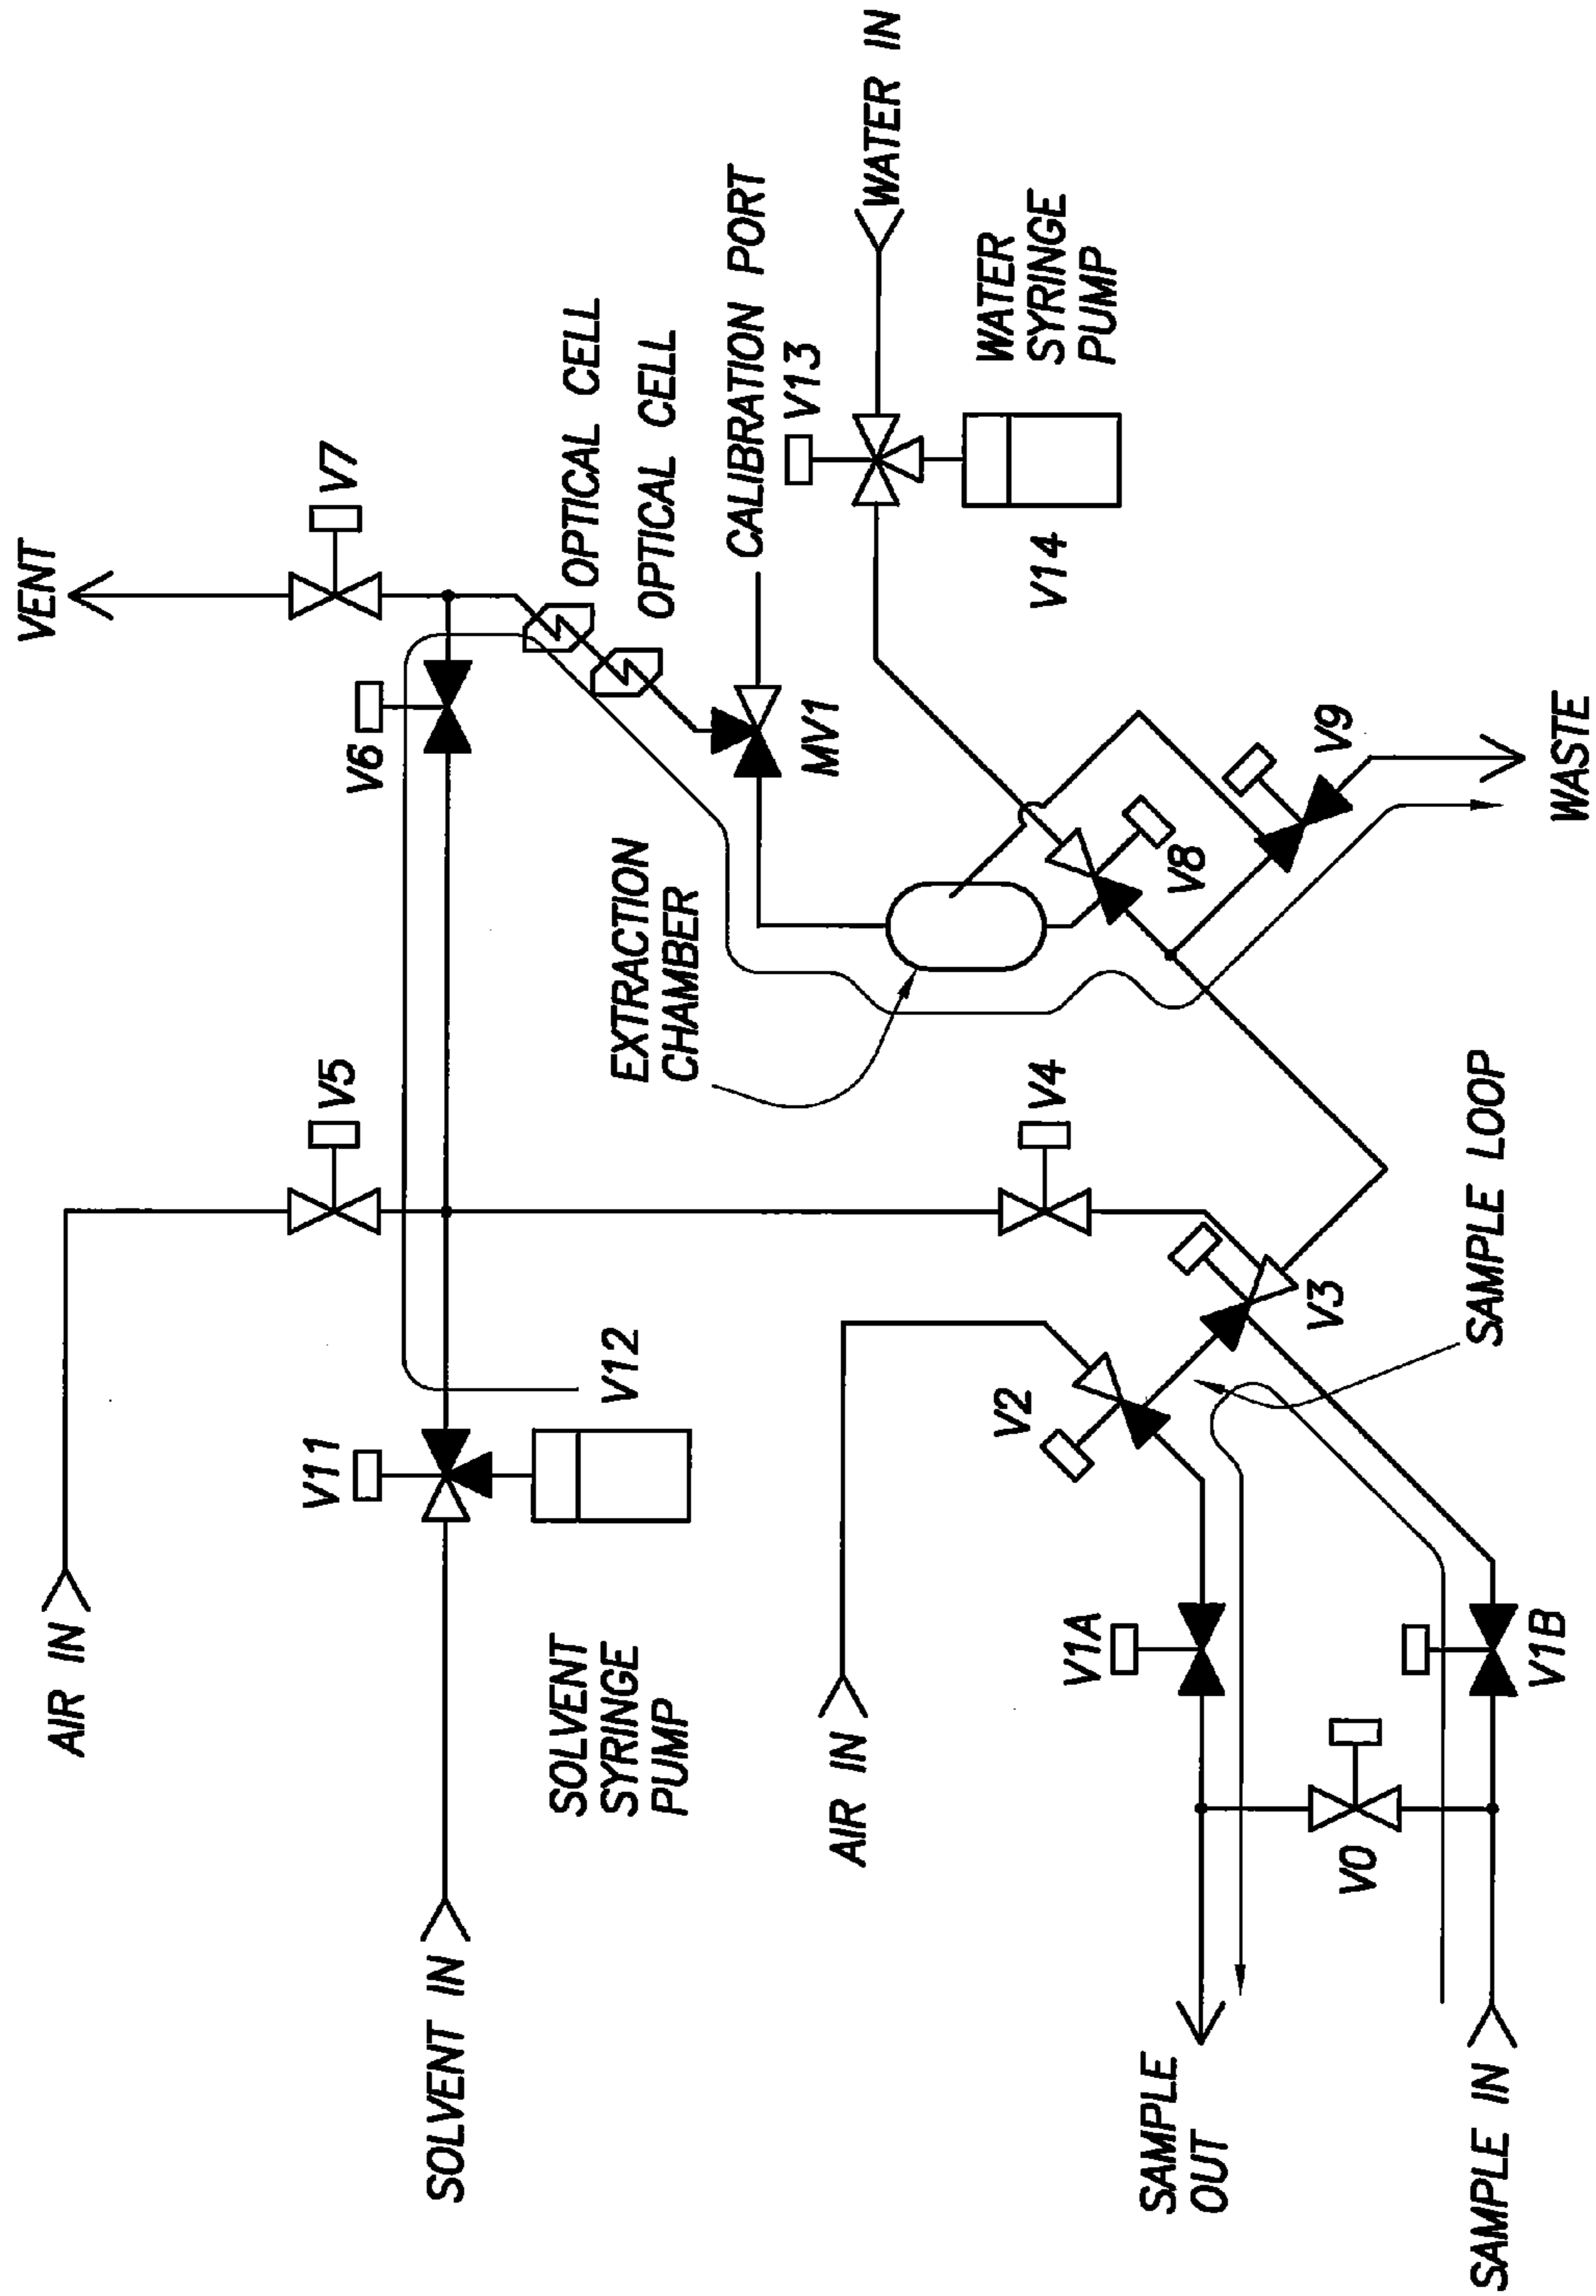 VENT
V7
AIR IN
V5
V6
V11
SOLVENT IN
V12
SOLVENT
SYRINGE
PUMP
OPTICAL CELL
OPTICAL CELL
CALIBRATION PORT
MV1
V13
WATER IN
WATER
SYRINGE
PUMP
V14
EXTRACTION
CHAMBER
AIR IN
V4
V2
V8
V9
V3
V1A
SAMPLE
OUT
V0
SAMPLE LOOP
V1B
SAMPLE IN
WASTE